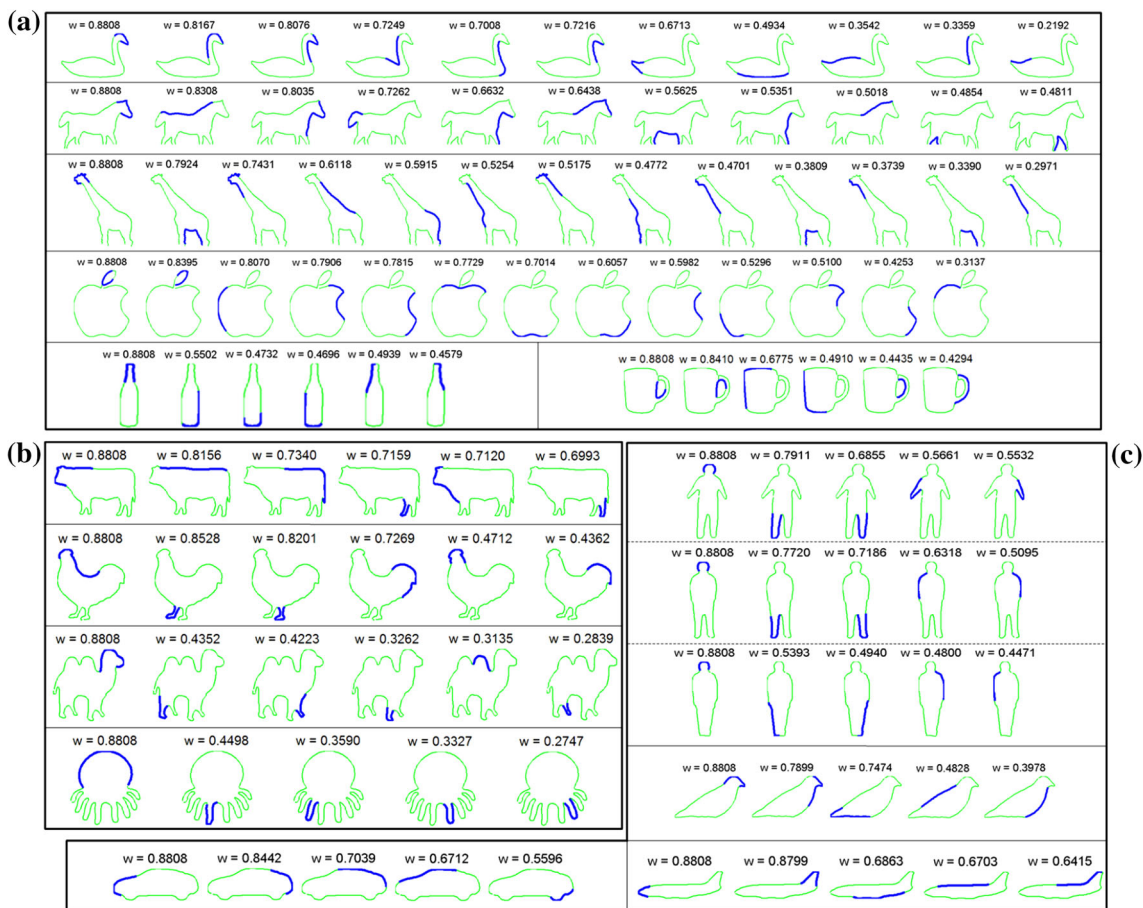 (a)
w = 0.8808 w = 0.8167 w = 0.8076 w = 0.7249 w = 0.7008 w = 0.7216 w = 0.6713 w = 0.4934 w = 0.3542 w = 0.3359 w = 0.2192
w = 0.8808 w = 0.8308 w = 0.8035 w = 0.7262 w = 0.6632 w = 0.6438 w = 0.5625 w = 0.5351 w = 0.5018 w = 0.4854 w = 0.4811
w = 0.8808 w = 0.7924 w = 0.7431 w = 0.6118 w = 0.5915 w = 0.5254 w = 0.5175 w = 0.4772 w = 0.4701 w = 0.3809 w = 0.3739 w = 0.3390 w = 0.2971
w = 0.8808 w = 0.8395 w = 0.8070 w = 0.7906 w = 0.7815 w = 0.7729 w = 0.7014 w = 0.6057 w = 0.5982 w = 0.5296 w = 0.5100 w = 0.4253 w = 0.3137
w = 0.8808 w = 0.5502 w = 0.4732 w = 0.4696 w = 0.4939 w = 0.4579
w = 0.8808 w = 0.8410 w = 0.6775 w = 0.4910 w = 0.4435 w = 0.4294
(b)
w = 0.8808 w = 0.8156 w = 0.7340 w = 0.7159 w = 0.7120 w = 0.6993
w = 0.8808 w = 0.8528 w = 0.8201 w = 0.7269 w = 0.4712 w = 0.4362
w = 0.8808 w = 0.4352 w = 0.4223 w = 0.3262 w = 0.3135 w = 0.2839
w = 0.8808 w = 0.4498 w = 0.3590 w = 0.3327 w = 0.2747
w = 0.8808 w = 0.8442 w = 0.7039 w = 0.6712 w = 0.5596
(c)
w = 0.8808 w = 0.7911 w = 0.6855 w = 0.5661 w = 0.5532
w = 0.8808 w = 0.7720 w = 0.7186 w = 0.6318 w = 0.5095
w = 0.8808 w = 0.5393 w = 0.4940 w = 0.4800 w = 0.4471
w = 0.8808 w = 0.7899 w = 0.7474 w = 0.4828 w = 0.3978
w = 0.8808 w = 0.8799 w = 0.6863 w = 0.6703 w = 0.6415